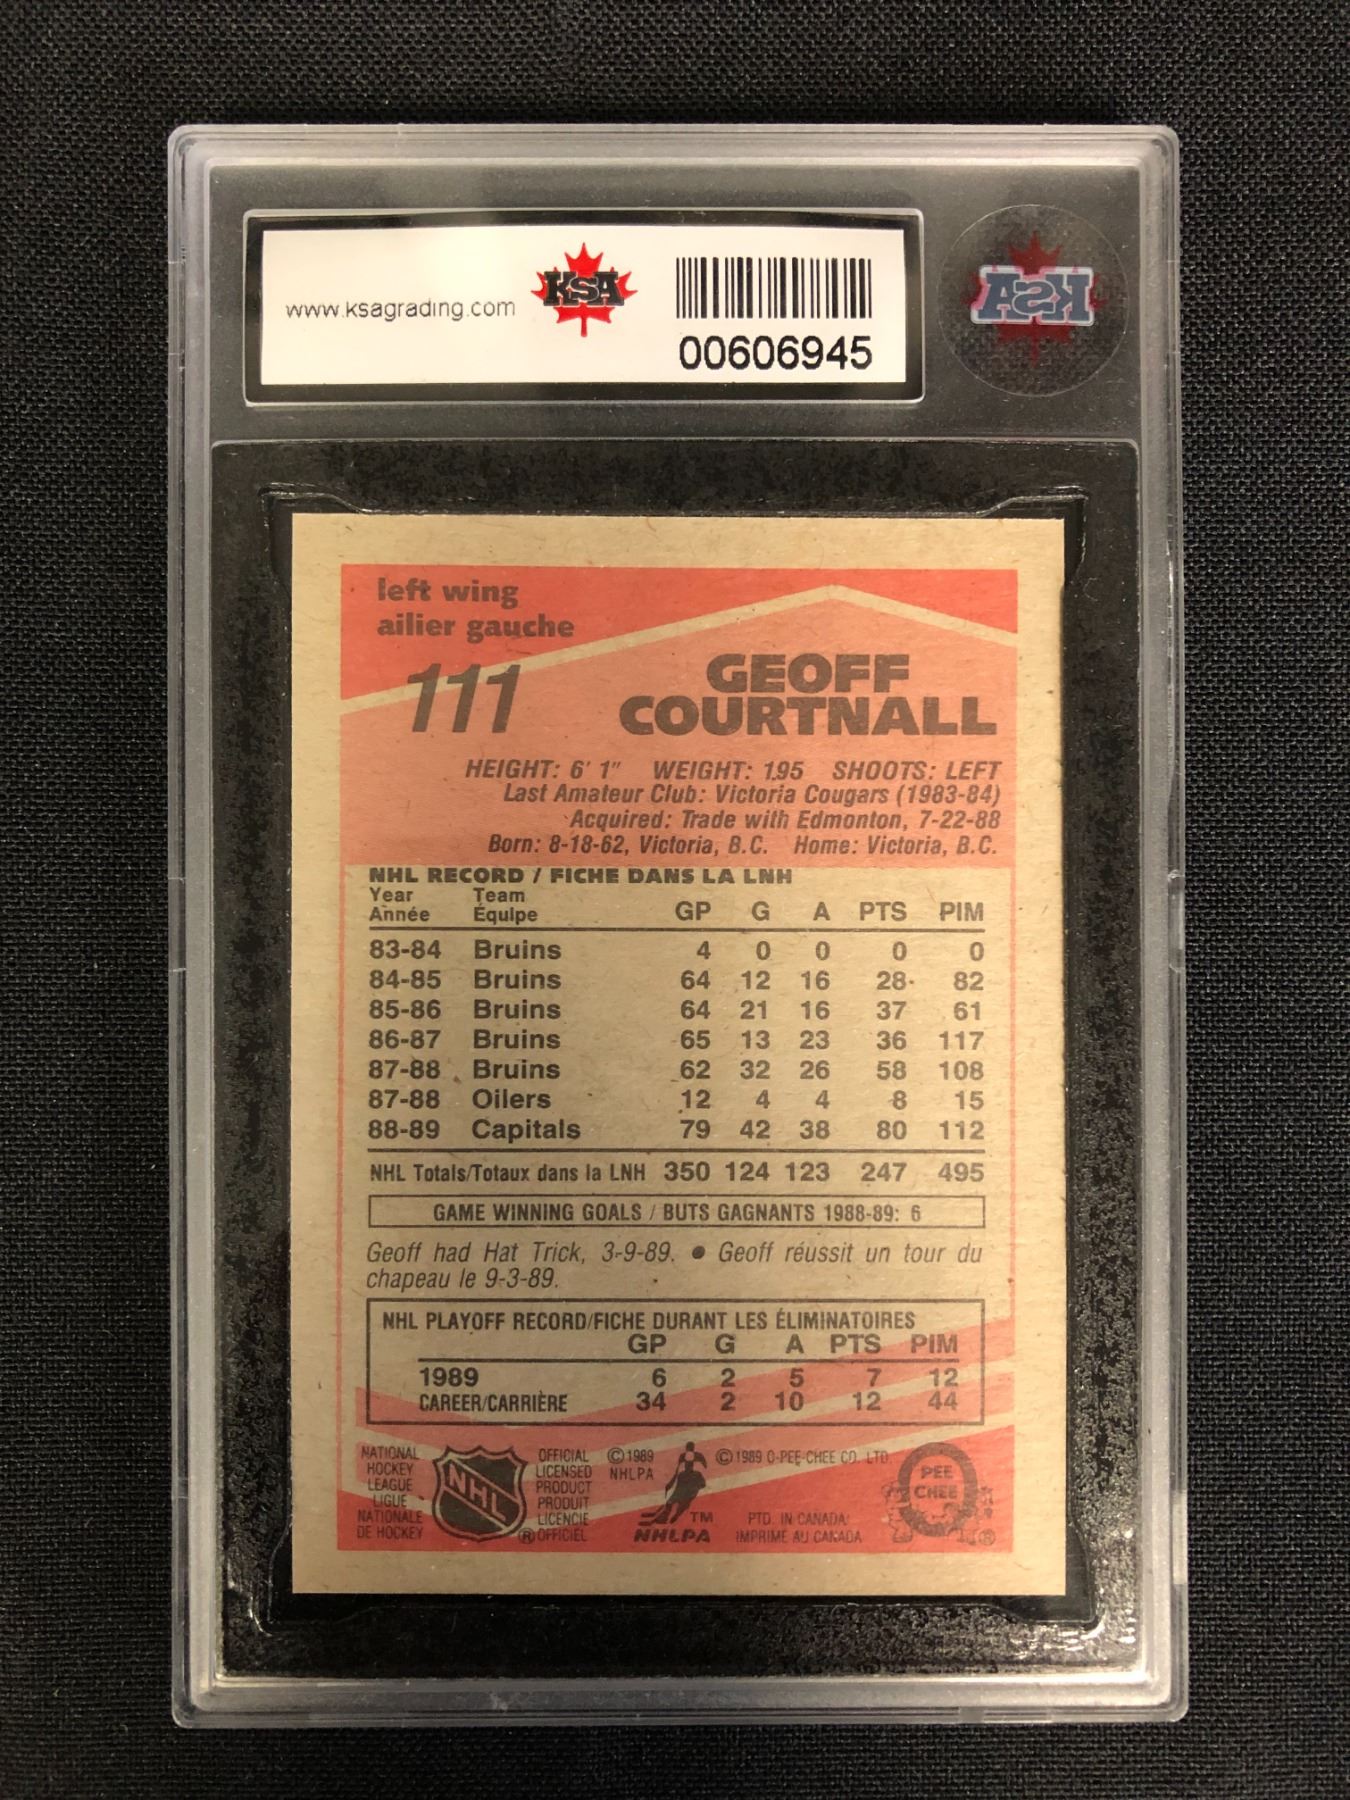 www.ksagrading.com
KSA
00606945
KSA
left wing
ailier gauche
111
GEOFF
COURTNALL
HEIGHT: 6' 1" WEIGHT: 195 SHOOTS: LEFT
Last Amateur Club: Victoria Cougars (1983-84)
Acquired: Trade with Edmonton, 7-22-88
Born: 8-18-62, Victoria, B.C. Home: Victoria, B.C.
NHL RECORD / FICHE DANS LA LNH
Year Team
Année Équipe GP G A PTS PIM
83-84 Bruins 4 0 0 0 0
84-85 Bruins 64 12 16 28 82
85-86 Bruins 64 21 16 37 61
86-87 Bruins 65 13 23 36 117
87-88 Bruins 62 32 26 58 108
87-88 Oilers 12 4 4 8 15
88-89 Capitals 79 42 38 80 112
NHL Totals/Totaux dans la LNH 350 124 123 247 495
GAME WINNING GOALS / BUTS GAGNANTS 1988-89: 6
Geoff had Hat Trick, 3-9-89. ● Geoff réussit un tour du
chapeau le 9-3-89.
NHL PLAYOFF RECORD/FICHE DURANT LES ÉLIMINATOIRES
GP G A PTS PIM
1989 6 2 5 7 12
CAREER/CARRIÈRE 34 2 10 12 44
NATIONAL
HOCKEY
LEAGUE
LIGUE
NATIONALE
DE HOCKEY
NHL
OFFICIAL
LICENSED
PRODUCT
PRODUIT
LICENCIE
® OFFICIEL
© 1989
NHLPA
TM
NHLPA
© 1989 O-PEE-CHEE CO. LTD.
PTD. IN CANADA/
IMPRIMÉ AU CANADA
PEE
CHEE
®